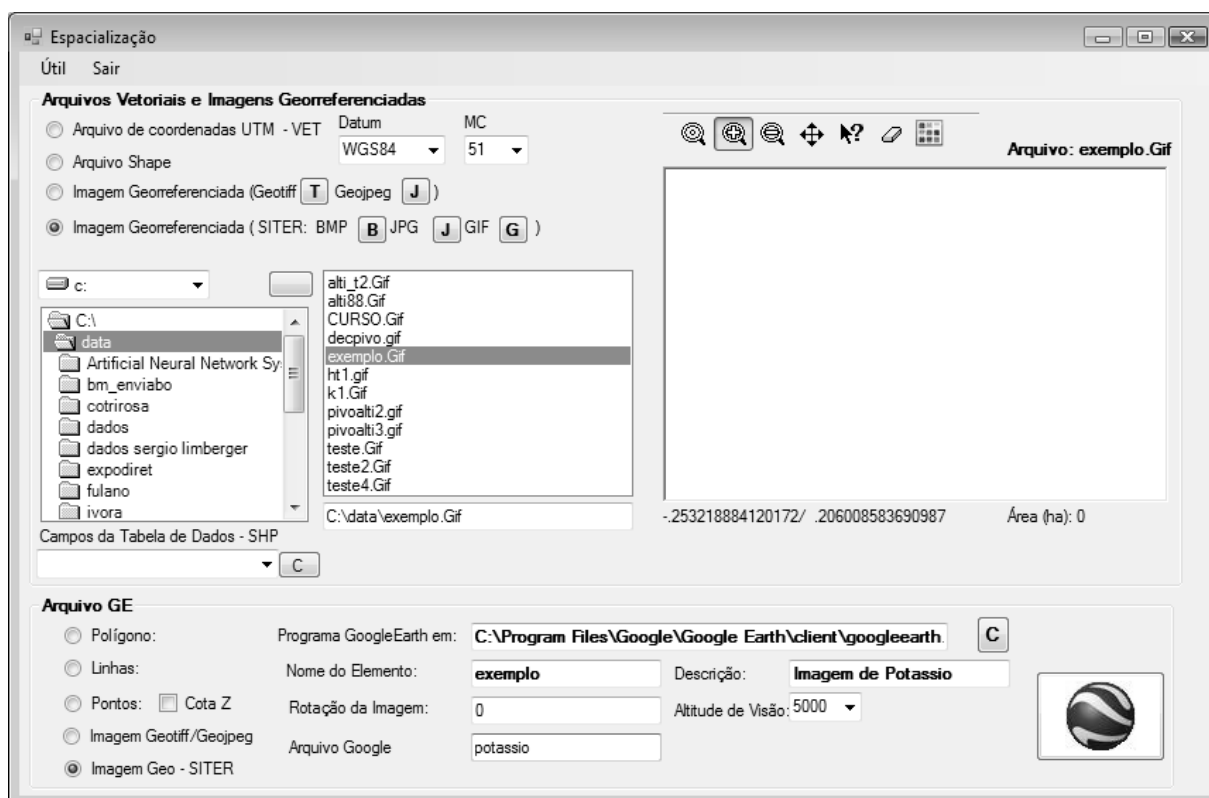 Espacialização
Útil Sair
Arquivos Vetoriais e Imagens Georreferenciadas
Arquivo de coordenadas UTM - VET
Datum
MC
WGS84
51
Arquivo Shape
Imagem Georreferenciada (Geotiff T Geojpeg J )
Imagem Georreferenciada ( SITER: BMP B JPG J GIF G )
Arquivo: exemplo.Gif
c:
C:\
data
Artificial Neural Network Sy
bm_enviabo
cotrirosa
dados
dados sergio limberger
expodiret
fulano
ivora
alti_t2.Gif
alti88.Gif
CURSO.Gif
decpivo.gif
exemplo.Gif
ht1.gif
k1.Gif
pivoalti2.gif
pivoalti3.gif
teste.Gif
teste2.Gif
teste4.Gif
C:\data\exemplo.Gif
-.253218884120172/ .206008583690987
Área (ha): 0
Campos da Tabela de Dados - SHP
C
Arquivo GE
Polígono:
Linhas:
Pontos: Cota Z
Imagem Geotiff/Geojpeg
Imagem Geo - SITER
Programa GoogleEarth em: C:\Program Files\Google\Google Earth\client\googleearth. C
Nome do Elemento: exemplo
Descrição: Imagem de Potassio
Rotação da Imagem: 0
Altitude de Visão: 5000
Arquivo Google potassio